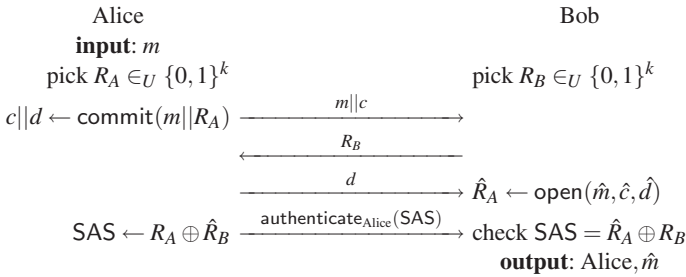 Alice Bob
input: m
pick R_A ∈_U {0,1}^k pick R_B ∈_U {0,1}^k
c||d ← commit(m||R_A) m||c
R_B
d R̂_A ← open(m̂,ĉ,d̂)
SAS ← R_A ⊕ R̂_B authenticate_Alice(SAS) check SAS = R̂_A ⊕ R_B
output: Alice,m̂